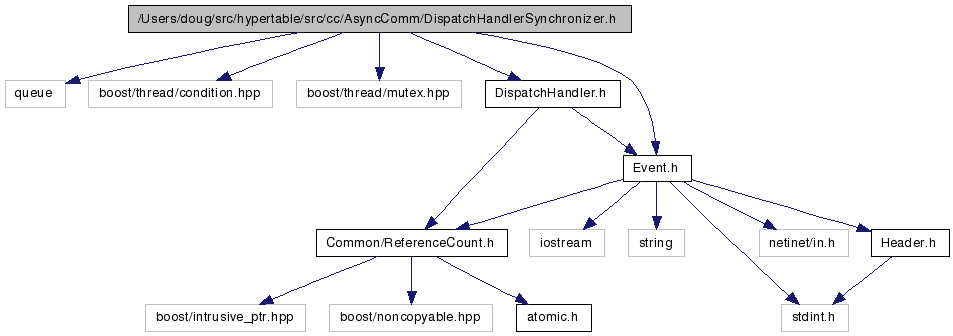 /Users/doug/src/hypertable/src/cc/AsyncComm/DispatchHandlerSynchronizer.h
queue
boost/thread/condition.hpp
boost/thread/mutex.hpp
DispatchHandler.h
Event.h
Common/ReferenceCount.h
iostream
string
netinet/in.h
Header.h
boost/intrusive_ptr.hpp
boost/noncopyable.hpp
atomic.h
stdint.h